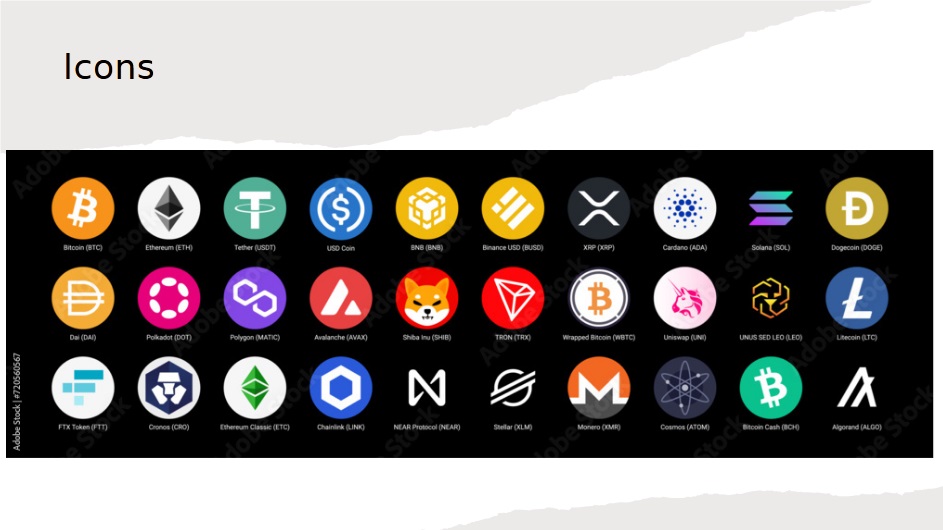 Icons
Bitcoin (BTC)
Ethereum (ETH)
Tether (USDT)
USD Coin
BNB (BNB)
Binance USD (BUSD)
XRP (XRP)
Cardano (ADA)
Solana (SOL)
Dogecoin (DOGE)
Dai (DAI)
Polkadot (DOT)
Polygon (MATIC)
Avalanche (AVAX)
Shiba Inu (SHIB)
TRON (TRX)
Wrapped Bitcoin (WBTC)
Uniswap (UNI)
UNUS SED LEO (LEO)
Litecoin (LTC)
FTX Token (FTT)
Cronos (CRO)
Ethereum Classic (ETC)
Chainlink (LINK)
NEAR Protocol (NEAR)
Stellar (XLM)
Monero (XMR)
Cosmos (ATOM)
Bitcoin Cash (BCH)
Algorand (ALGO)
Adobe Stock | #720560567